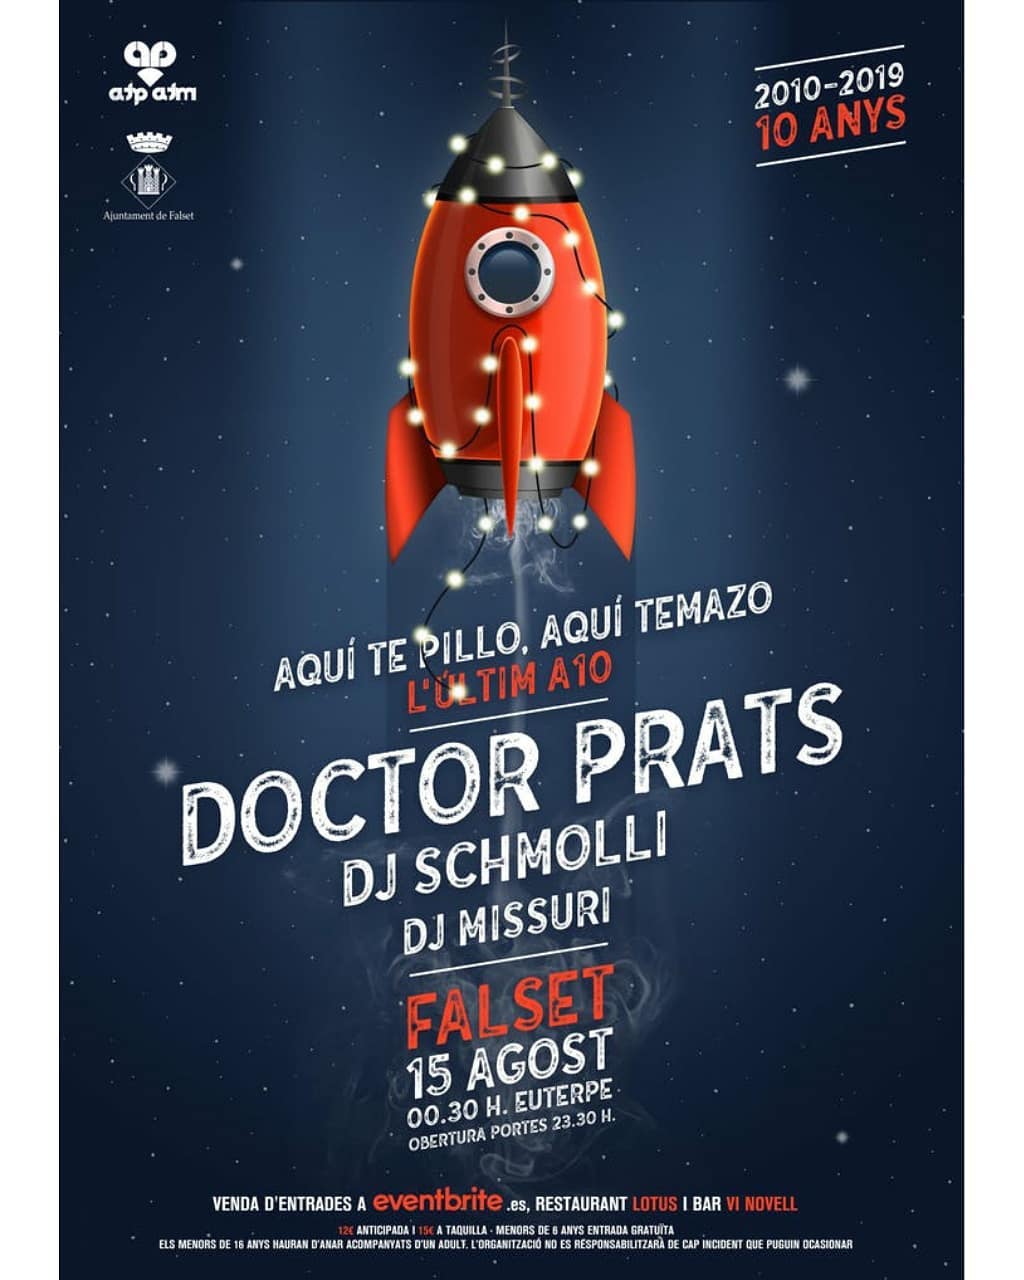 atp atm
Ajuntament de Falset
2010-2019
10 ANYS
AQUÍ TE PILLO, AQUÍ TEMAZO
L'ÚLTIM A10
DOCTOR PRATS
DJ SCHMOLLI
DJ MISSURI
FALSET
15 AGOST
00.30 H. EUTERPE
OBERTURA PORTES 23.30 H.
VENDA D'ENTRADES A eventbrite.es, RESTAURANT LOTUS I BAR VI NOVELL
12€ ANTICIPADA I 15€ A TAQUILLA · MENORS DE 6 ANYS ENTRADA GRATUÏTA
ELS MENORS DE 16 ANYS HAURAN D'ANAR ACOMPANYATS D'UN ADULT. L'ORGANITZACIÓ NO ES RESPONSABILITZARÀ DE CAP INCIDENT QUE PUGUIN OCASIONAR